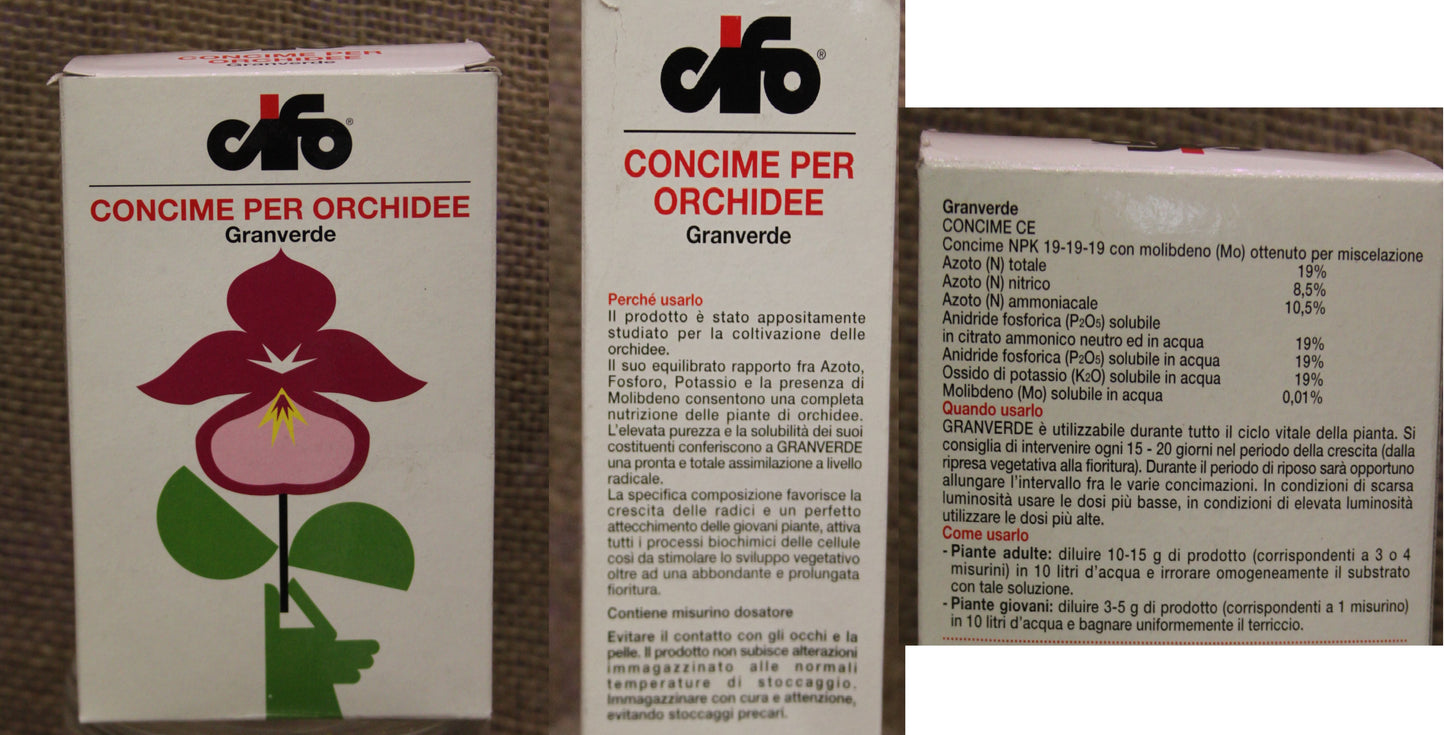 CONCIME PER
ORCHIDEE
Granverde
cifo®
CONCIME PER ORCHIDEE
Granverde
cifo®
CONCIME PER
ORCHIDEE
Granverde
Perché usarlo
Il prodotto è stato appositamente
studiato per la coltivazione delle
orchidee.
Il suo equilibrato rapporto fra Azoto,
Fosforo, Potassio e la presenza di
Molibdeno consentono una completa
nutrizione delle piante di orchidee.
L'elevata purezza e la solubilità dei suoi
costituenti conferiscono a GRANVERDE
una pronta e totale assimilazione a livello
radicale.
La specifica composizione favorisce la
crescita delle radici e un perfetto
attecchimento delle giovani piante, attiva
tutti i processi biochimici delle cellule
così da stimolare lo sviluppo vegetativo
oltre ad una abbondante e prolungata
fioritura.
Contiene misurino dosatore
Evitare il contatto con gli occhi e la
pelle. Il prodotto non subisce alterazioni
immagazzinato alle normali
temperature di stoccaggio.
Immagazzinare con cura e attenzione,
evitando stoccaggi precari.
Granverde
CONCIME CE
Concime NPK 19-19-19 con molibdeno (Mo) ottenuto per miscelazione
Azoto (N) totale 19%
Azoto (N) nitrico 8,5%
Azoto (N) ammoniacale 10,5%
Anidride fosforica (P2O5) solubile
in citrato ammonico neutro ed in acqua 19%
Anidride fosforica (P2O5) solubile in acqua 19%
Ossido di potassio (K2O) solubile in acqua 19%
Molibdeno (Mo) solubile in acqua 0,01%
Quando usarlo
GRANVERDE è utilizzabile durante tutto il ciclo vitale della pianta. Si
consiglia di intervenire ogni 15 - 20 giorni nel periodo della crescita (dalla
ripresa vegetativa alla fioritura). Durante il periodo di riposo sarà opportuno
allungare l'intervallo fra le varie concimazioni. In condizioni di scarsa
luminosità usare le dosi più basse, in condizioni di elevata luminosità
utilizzare le dosi più alte.
Come usarlo
- Piante adulte: diluire 10-15 g di prodotto (corrispondenti a 3 o 4
misurini) in 10 litri d'acqua e irrorare omogeneamente il substrato
con tale soluzione.
- Piante giovani: diluire 3-5 g di prodotto (corrispondenti a 1 misurino)
in 10 litri d'acqua e bagnare uniformemente il terriccio.